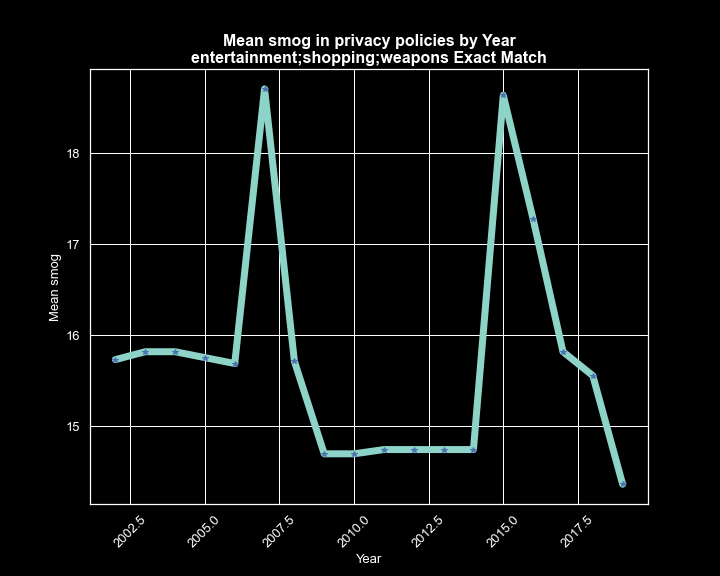 Mean smog in privacy policies by Year
entertainment;shopping;weapons Exact Match
18
17
16
15
Mean smog
2002.5
2005.0
2007.5
2010.0
2012.5
2015.0
2017.5
Year